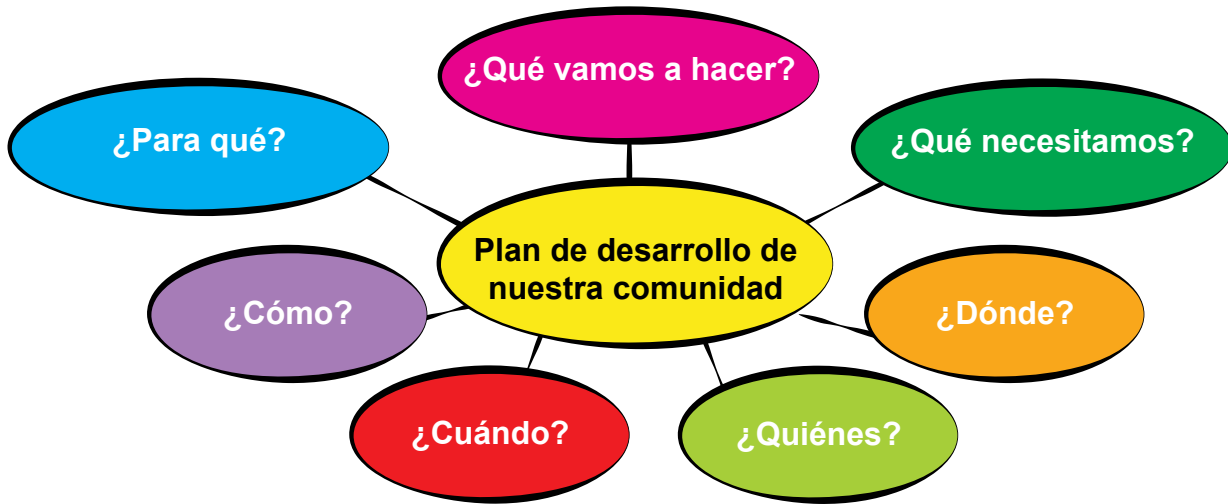 ¿Qué vamos a hacer?
¿Para qué?
¿Qué necesitamos?
Plan de desarrollo de
nuestra comunidad
¿Cómo?
¿Dónde?
¿Cuándo?
¿Quiénes?